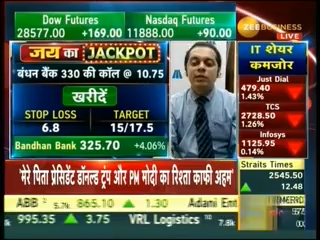 Dow Futures
28577.00 +169.00
Nasdaq Futures
11888.00 +90.00
ZEE BUSINESS
LIVE
जय का JACKPOT
बंधन बैंक 330 की कॉल @ 10.75
खरीदें
STOP LOSS TARGET
6.8 15/17.5
Bandhan Bank 325.70 +4.06%
IT शेयर
कमजोर
Just Dial
479.40
1.43%
TCS
2728.50
1.26%
Infosys
1125.95
0.14%
Straits Times
2545.50
12.48
'मेरे पिता प्रेसिडेंट डॉनल्ड ट्रंप और PM मोदी का रिश्ता काफी अहम'
ABB 865.10 1.30 Adani Ent
995.35 3.75 VRL Logistics